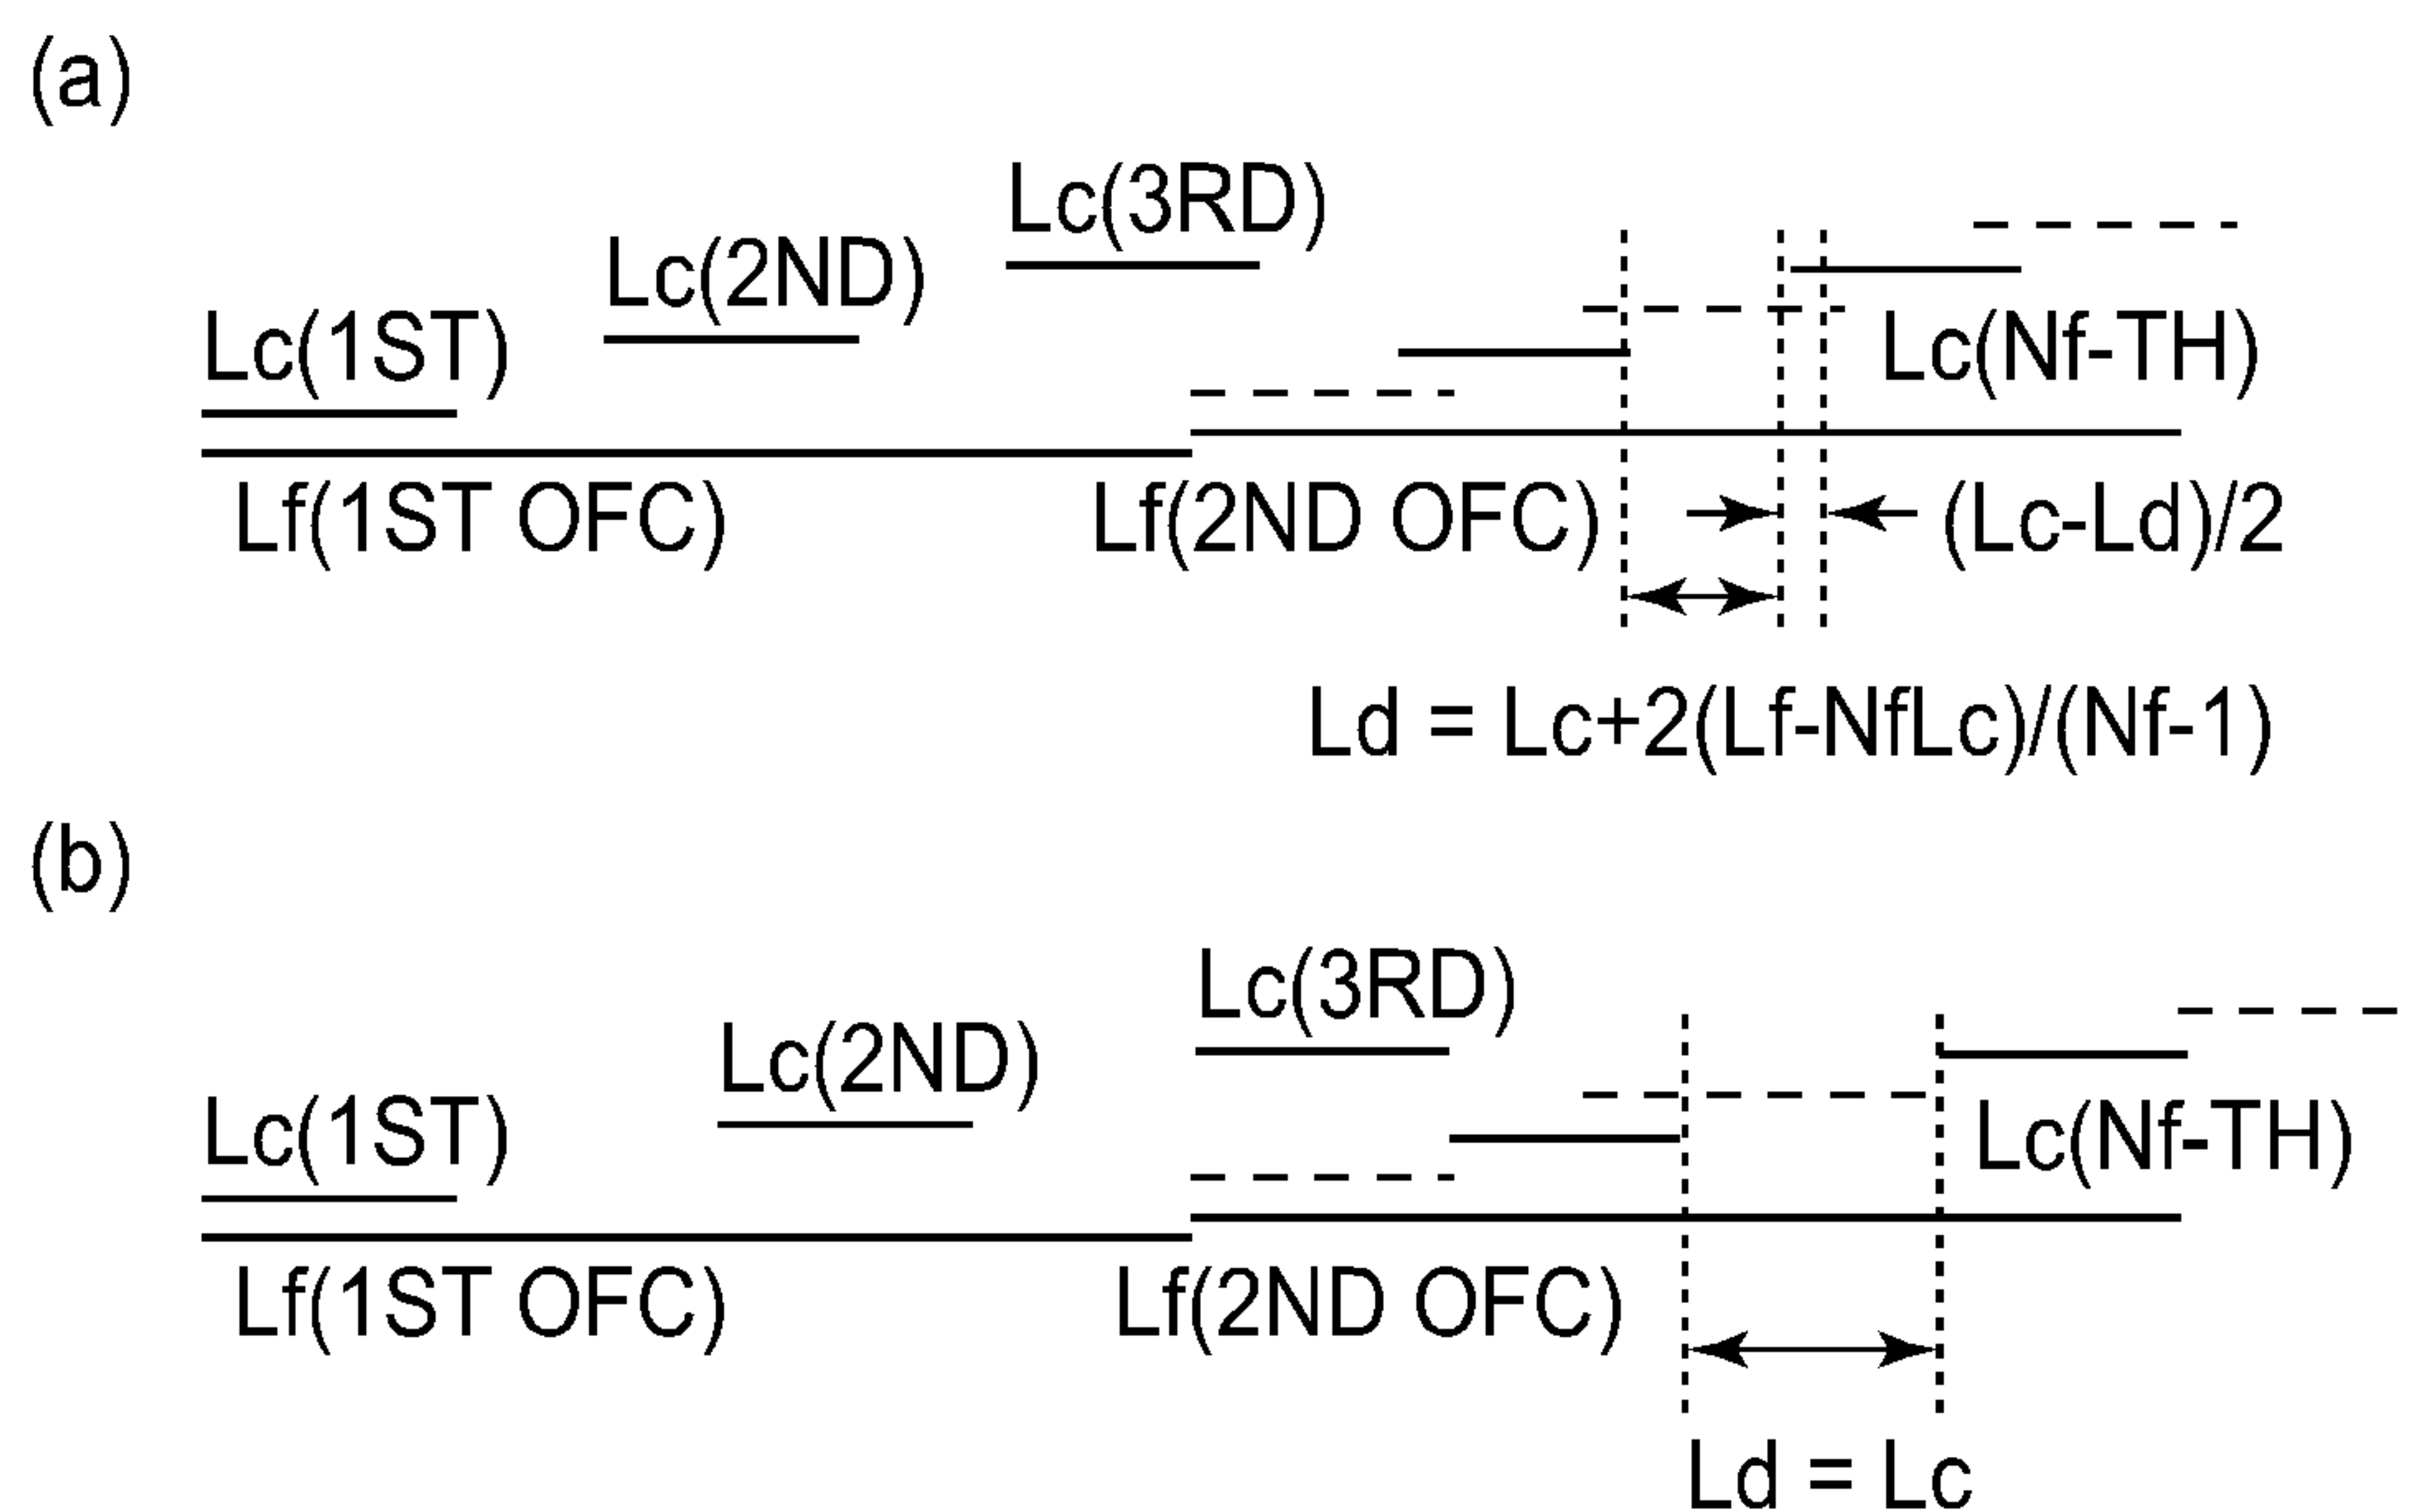 (a)
Lc(3RD)
Lc(2ND)
Lc(1ST)
Lc(Nf-TH)
Lf(1ST OFC)
Lf(2ND OFC)
(Lc-Ld)/2
Ld = Lc+2(Lf-NfLc)/(Nf-1)
(b)
Lc(3RD)
Lc(2ND)
Lc(1ST)
Lc(Nf-TH)
Lf(1ST OFC)
Lf(2ND OFC)
Ld = Lc